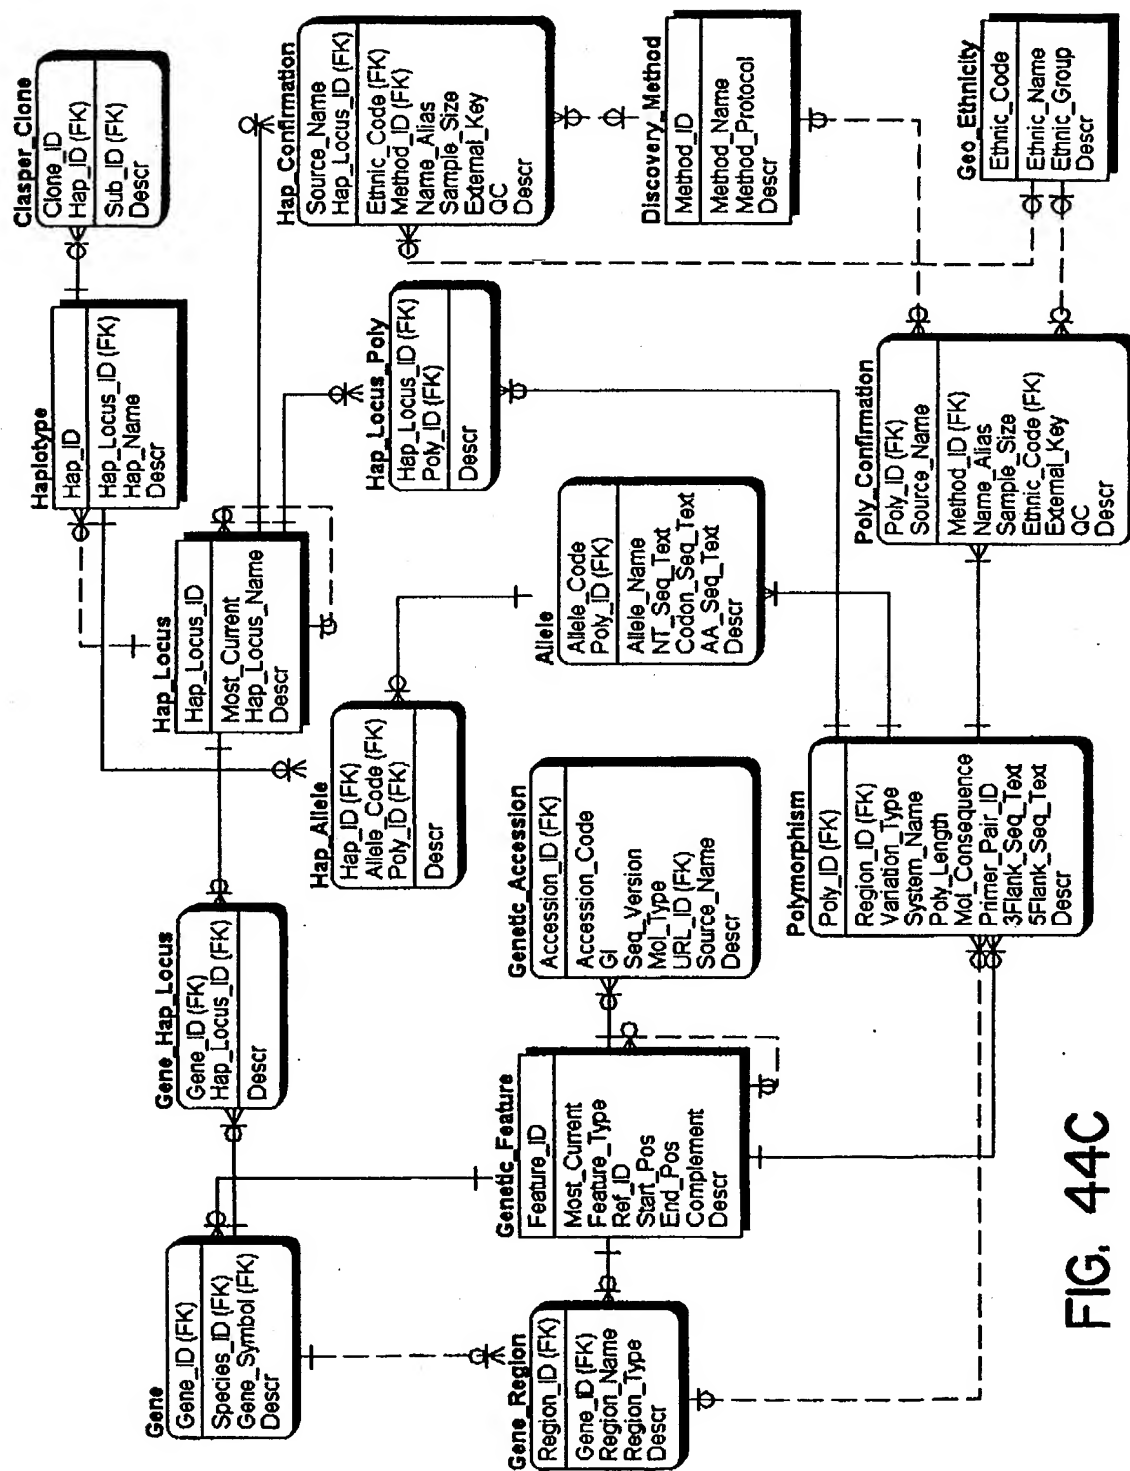 Gene
Gene_ID (FK)
Species_ID (FK)
Gene_Symbol (FK)
Descr
Gene_Hap_Locus
Gene_ID (FK)
Hap_Locus_ID (FK)
Descr
Hap_Locus
Hap_Locus_ID
Most_Current
Hap_Locus_Name
Descr
Haplotype
Hap_ID
Hap_Locus_ID (FK)
Hap_Name
Descr
Clasper_Clone
Clone_ID
Hap_ID (FK)
Sub_ID (FK)
Descr
Hap_Allele
Hap_ID (FK)
Allele_Code (FK)
Poly_ID (FK)
Descr
Hap_Locus_Poly
Hap_Locus_ID (FK)
Poly_ID (FK)
Descr
Hap_Confirmation
Source_Name
Hap_Locus_ID (FK)
Ethnic_Code (FK)
Method_ID (FK)
Name_Alias
Sample_Size
External_Key
QC
Descr
Gene_Region
Region_ID (FK)
Gene_ID (FK)
Region_Name
Region_Type
Descr
Genetic_Feature
Feature_ID
Most_Current
Feature_Type
Ref_ID
Start_Pos
End_Pos
Complement
Descr
Genetic_Accession
Accession_ID (FK)
Accession_Code
GI
Seq_Version
Mol_Type
URL_ID (FK)
Source_Name
Descr
Allele
Allele_Code
Poly_ID (FK)
Allele_Name
NT_Seq_Text
Codon_Seq_Text
AA_Seq_Text
Descr
Discovery_Method
Method_ID
Method_Name
Method_Protocol
Descr
Polymorphism
Poly_ID (FK)
Region_ID (FK)
Variation_Type
System_Name
Poly_Length
Mol_Consequence
Primer_Pair_ID
3Flank_Seq_Text
5Flank_Seq_Text
Descr
Poly_Confirmation
Poly_ID (FK)
Source_Name
Method_ID (FK)
Name_Alias
Sample_Size
Ethnic_Code (FK)
External_Key
QC
Descr
Geo_Ethnicity
Ethnic_Code
Ethnic_Name
Ethnic_Group
Descr
FIG. 44C